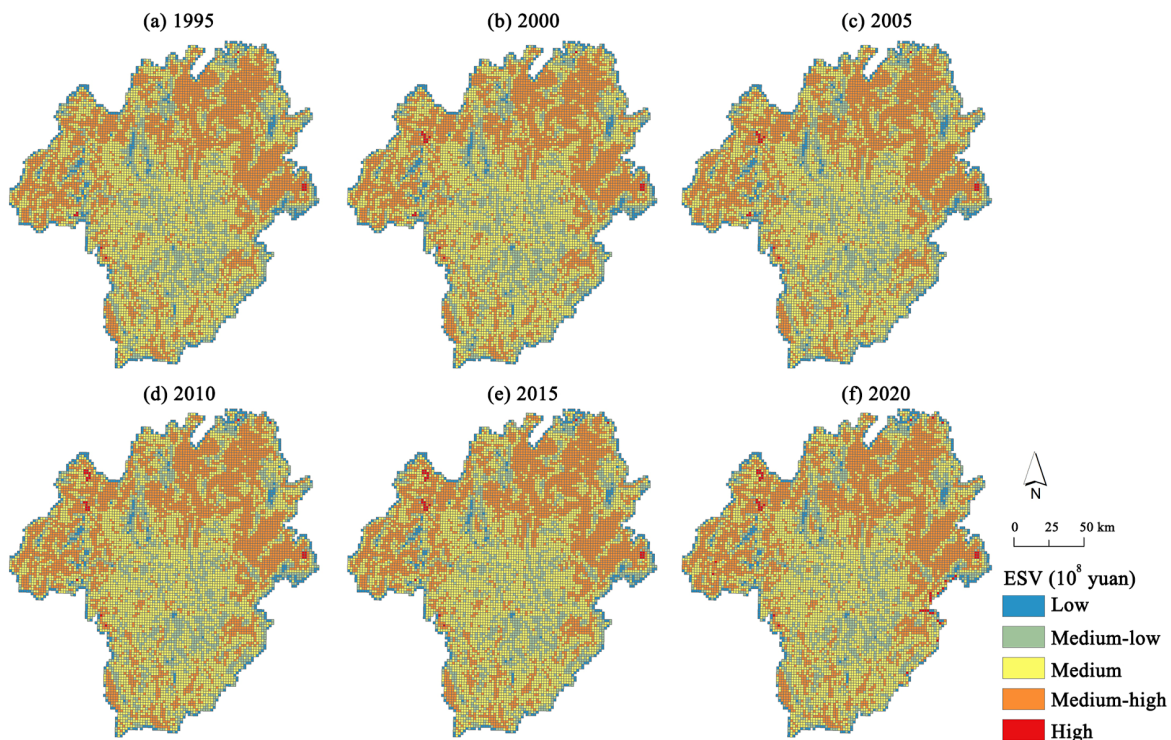 (a) 1995
(b) 2000
(c) 2005
(d) 2010
(e) 2015
(f) 2020
N
0 25 50 km
ESV (10⁸ yuan)
Low
Medium-low
Medium
Medium-high
High